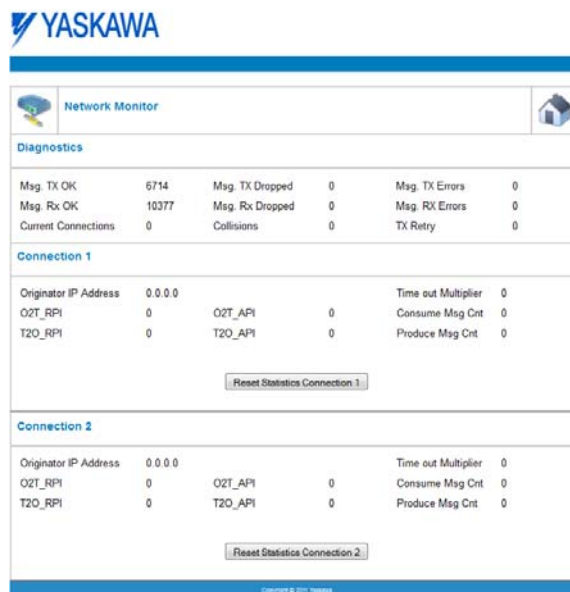 YASKAWA
Network Monitor
Diagnostics
Msg. TX OK 6714 Msg. TX Dropped 0 Msg. TX Errors 0
Msg. Rx OK 10377 Msg. Rx Dropped 0 Msg. RX Errors 0
Current Connections 0 Collisions 0 TX Retry 0
Connection 1
Originator IP Address 0.0.0.0 Time out Multiplier 0
O2T_RPI 0 O2T_API 0 Consume Msg Cnt 0
T2O_RPI 0 T2O_API 0 Produce Msg Cnt 0
Reset Statistics Connection 1
Connection 2
Originator IP Address 0.0.0.0 Time out Multiplier 0
O2T_RPI 0 O2T_API 0 Consume Msg Cnt 0
T2O_RPI 0 T2O_API 0 Produce Msg Cnt 0
Reset Statistics Connection 2
Copyright © 2011 Yaskawa